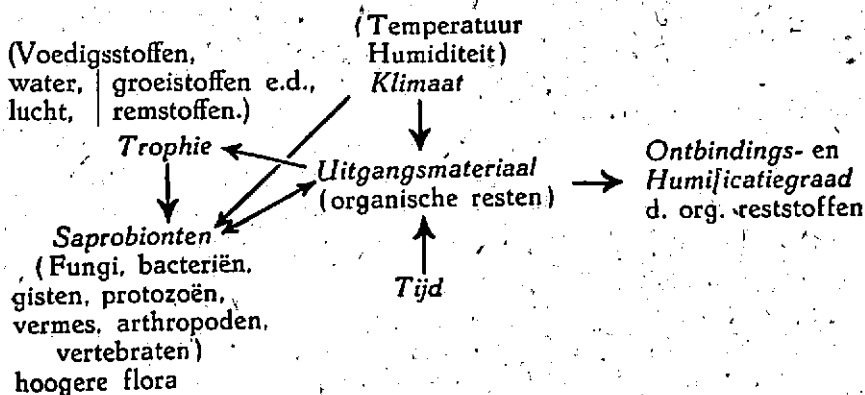 (Voedigsstoffen,
water, | groeistoffen e.d.,
lucht, | remstoffen.)
Trophie
(Temperatuur
Humiditeit)
Klimaat
Uitgangsmateriaal
(organische resten)
Tijd
Saprobionten
(Fungi, bacteriën,
gisten, protozoën,
vermes, arthropoden,
vertebraten)
hoogere flora
Ontbindings- en
Humificatiegraad
d. org. reststoffen